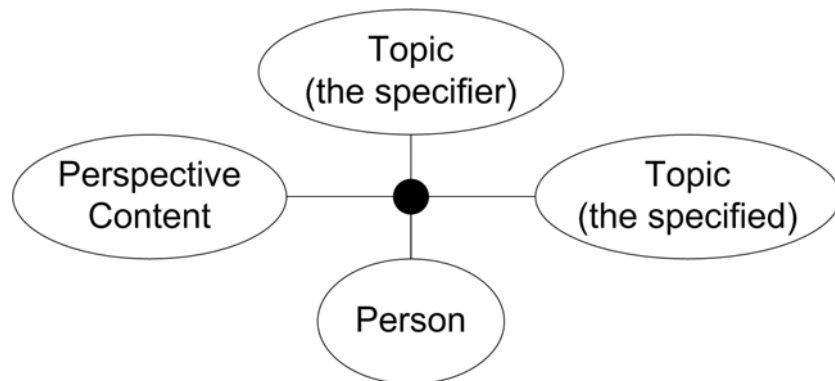 Topic
(the specifier)
Perspective
Content
Topic
(the specified)
Person